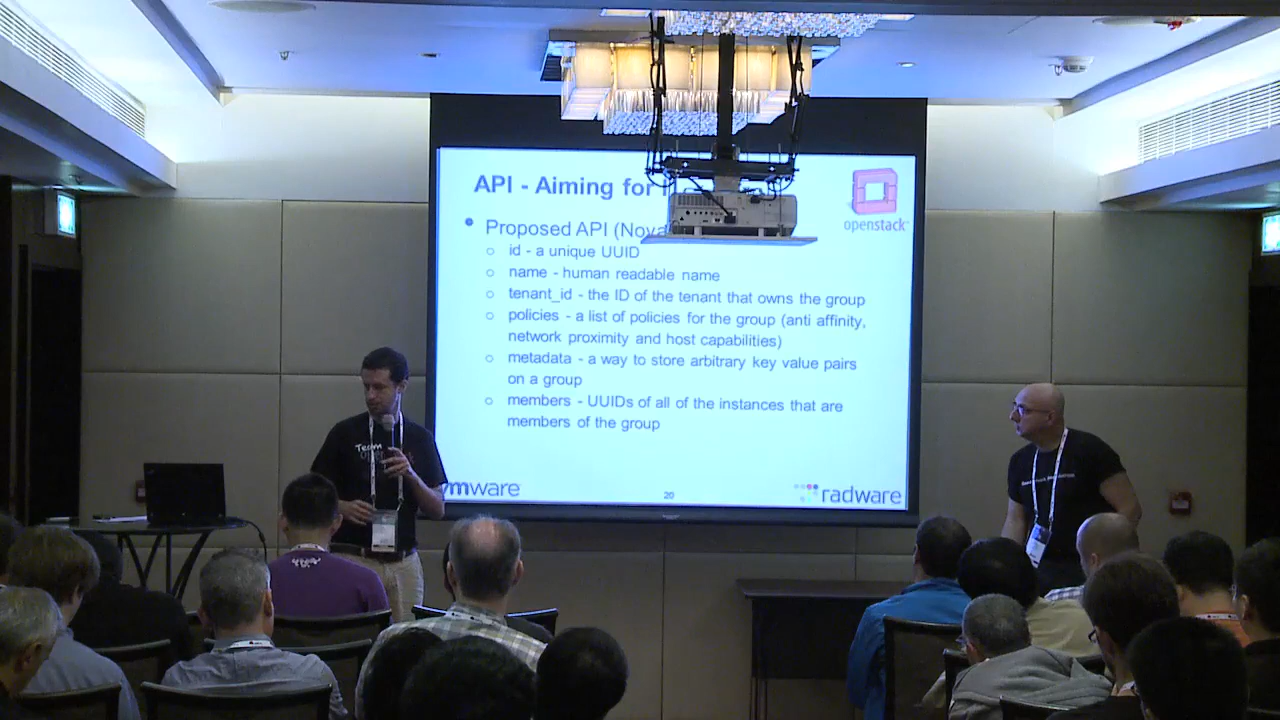 API - Aiming for
openstack
Proposed API (Nova
id - a unique UUID
name - human readable name
tenant_id - the ID of the tenant that owns the group
policies - a list of policies for the group (anti affinity,
network proximity and host capabilities)
metadata - a way to store arbitrary key value pairs
on a group
members - UUIDs of all of the instances that are
members of the group
vmware
20
radware
Team